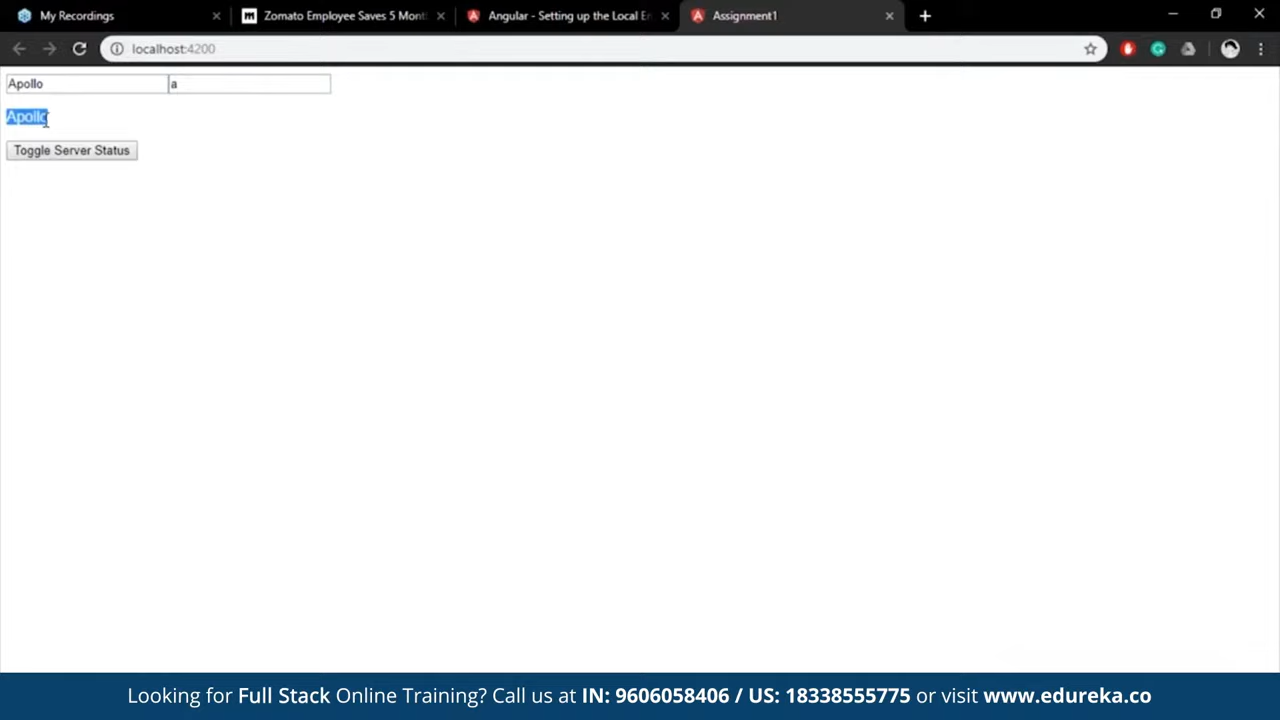 My Recordings
Zomato Employee Saves 5 Mont
Angular - Setting up the Local E
Assignment1
localhost:4200
Apollo
a
Apollo
Toggle Server Status
Looking for Full Stack Online Training? Call us at IN: 9606058406 / US: 18338555775 or visit www.edureka.co